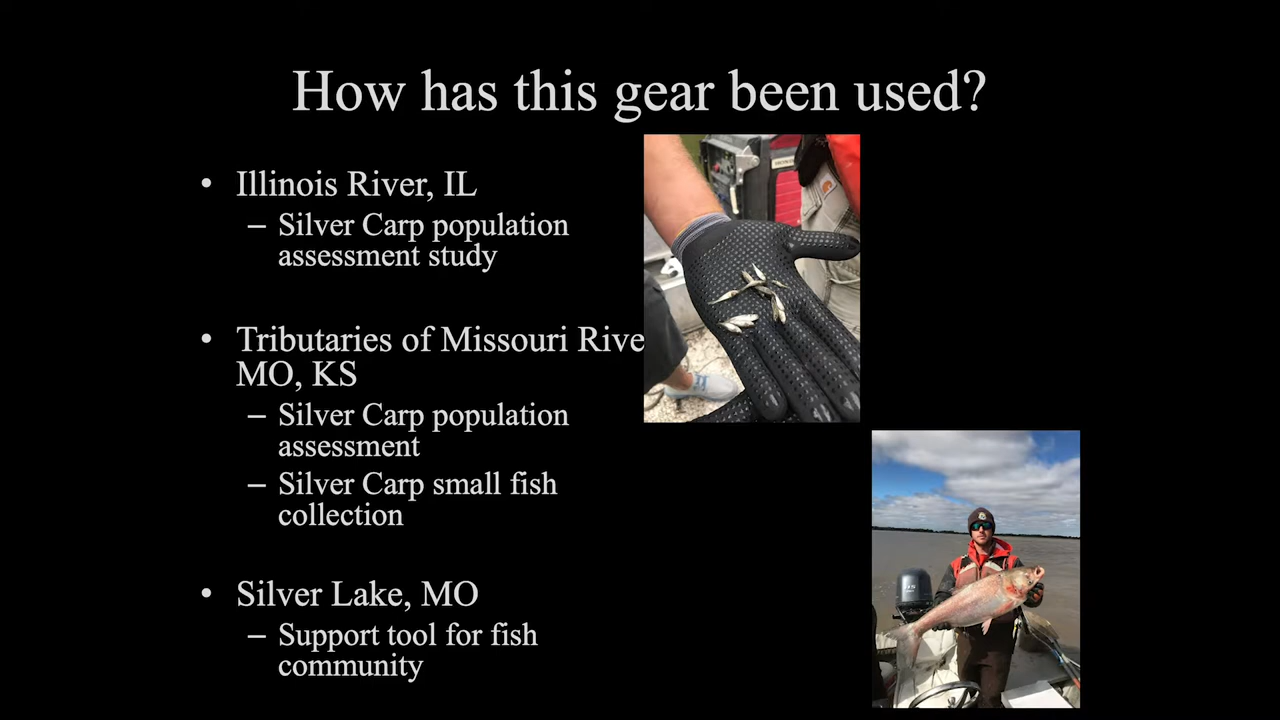 How has this gear been used?
• Illinois River, IL
– Silver Carp population
assessment study
• Tributaries of Missouri Rive
MO, KS
– Silver Carp population
assessment
– Silver Carp small fish
collection
• Silver Lake, MO
– Support tool for fish
community